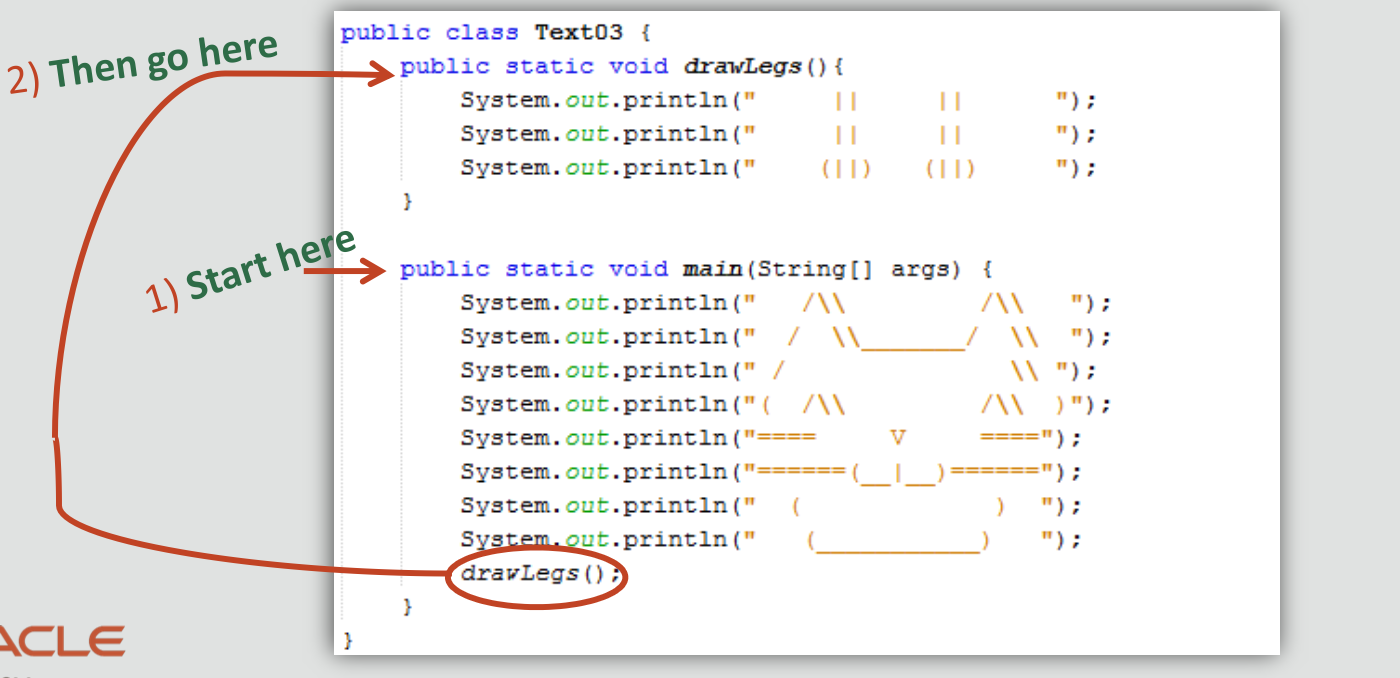 2) Then go here
public class Text03 {
    public static void drawLegs(){
        System.out.println("     ||     ||      ");
        System.out.println("     ||     ||      ");
        System.out.println("    (||)   (||)     ");
    }
1) Start here
    public static void main(String[] args) {
        System.out.println("   /\\         /\\   ");
        System.out.println("  /  \\_______/  \\  ");
        System.out.println(" /               \\ ");
        System.out.println("(  /\\         /\\  )");
        System.out.println("====     V     ====");
        System.out.println("======(__|__)======");
        System.out.println("  (             )  ");
        System.out.println("   (___________)   ");
        drawLegs();
    }
}
ACLE